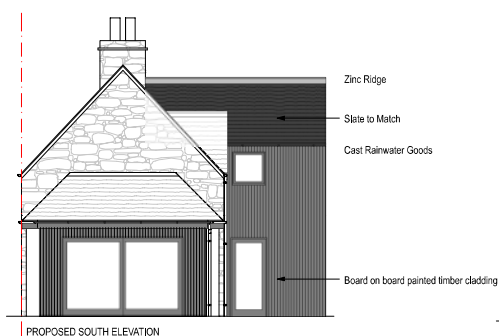 Zinc Ridge
Slate to Match
Cast Rainwater Goods
Board on board painted timber cladding
PROPOSED SOUTH ELEVATION